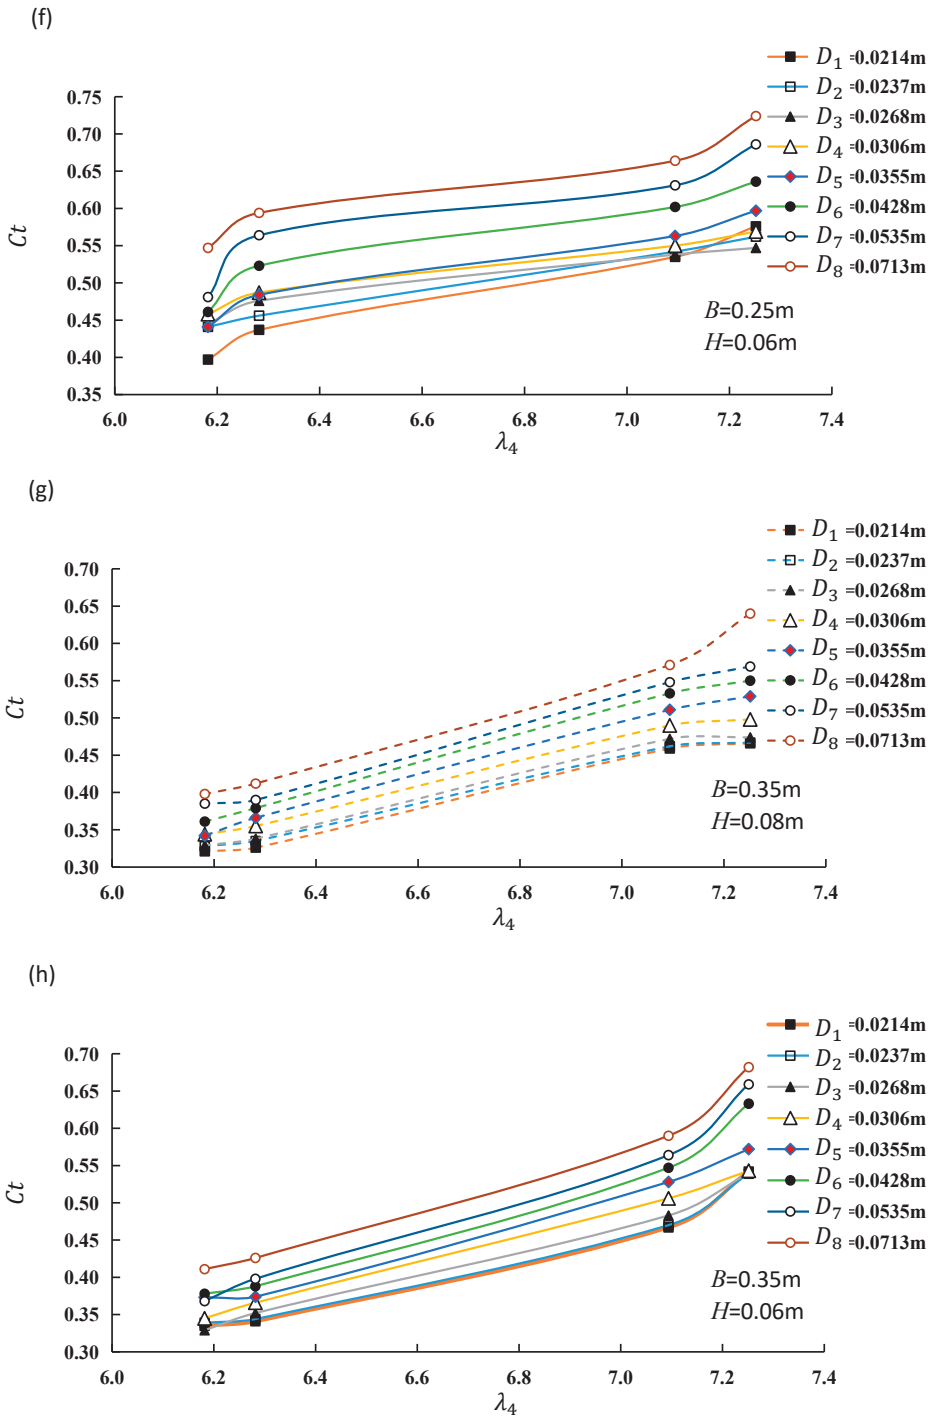 (f)
D1 =0.0214m
D2 =0.0237m
D3 =0.0268m
D4 =0.0306m
D5 =0.0355m
D6 =0.0428m
D7 =0.0535m
D8 =0.0713m
0.75
0.70
0.65
0.60
0.55
0.50
0.45
0.40
0.35
Ct
B=0.25m
H=0.06m
6.0 6.2 6.4 6.6 6.8 7.0 7.2 7.4
λ4
(g)
D1 =0.0214m
D2 =0.0237m
D3 =0.0268m
D4 =0.0306m
D5 =0.0355m
D6 =0.0428m
D7 =0.0535m
D8 =0.0713m
0.70
0.65
0.60
0.55
0.50
0.45
0.40
0.35
0.30
Ct
B=0.35m
H=0.08m
6.0 6.2 6.4 6.6 6.8 7.0 7.2 7.4
λ4
(h)
D1 =0.0214m
D2 =0.0237m
D3 =0.0268m
D4 =0.0306m
D5 =0.0355m
D6 =0.0428m
D7 =0.0535m
D8 =0.0713m
0.70
0.65
0.60
0.55
0.50
0.45
0.40
0.35
0.30
Ct
B=0.35m
H=0.06m
6.0 6.2 6.4 6.6 6.8 7.0 7.2 7.4
λ4